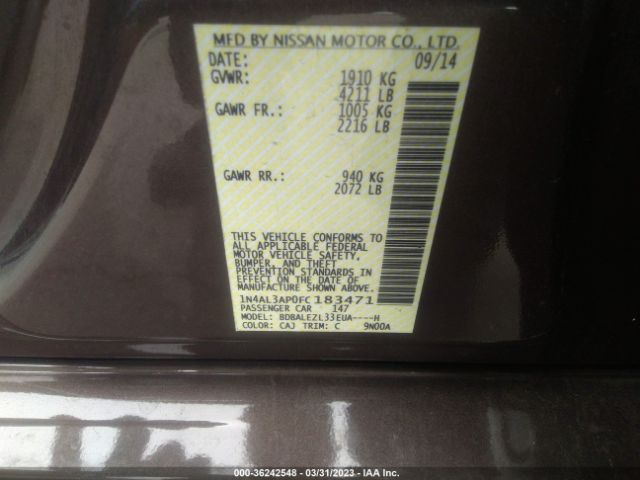 MFD BY NISSAN MOTOR CO., LTD.
DATE: 09/14
GVWR: 1910 KG
4211 LB
GAWR FR.: 1005 KG
2216 LB
GAWR RR.: 940 KG
2072 LB
THIS VEHICLE CONFORMS TO
ALL APPLICABLE FEDERAL
MOTOR VEHICLE SAFETY,
BUMPER, AND THEFT
PREVENTION STANDARDS IN
EFFECT ON THE DATE OF
MANUFACTURE SHOWN ABOVE.
1N4AL3AP0FC183471
PASSENGER CAR 147
MODEL: BDBALEZL33EUA----H
COLOR: CAJ TRIM: C 9N00A
000-36242548 - 03/31/2023 - IAA Inc.